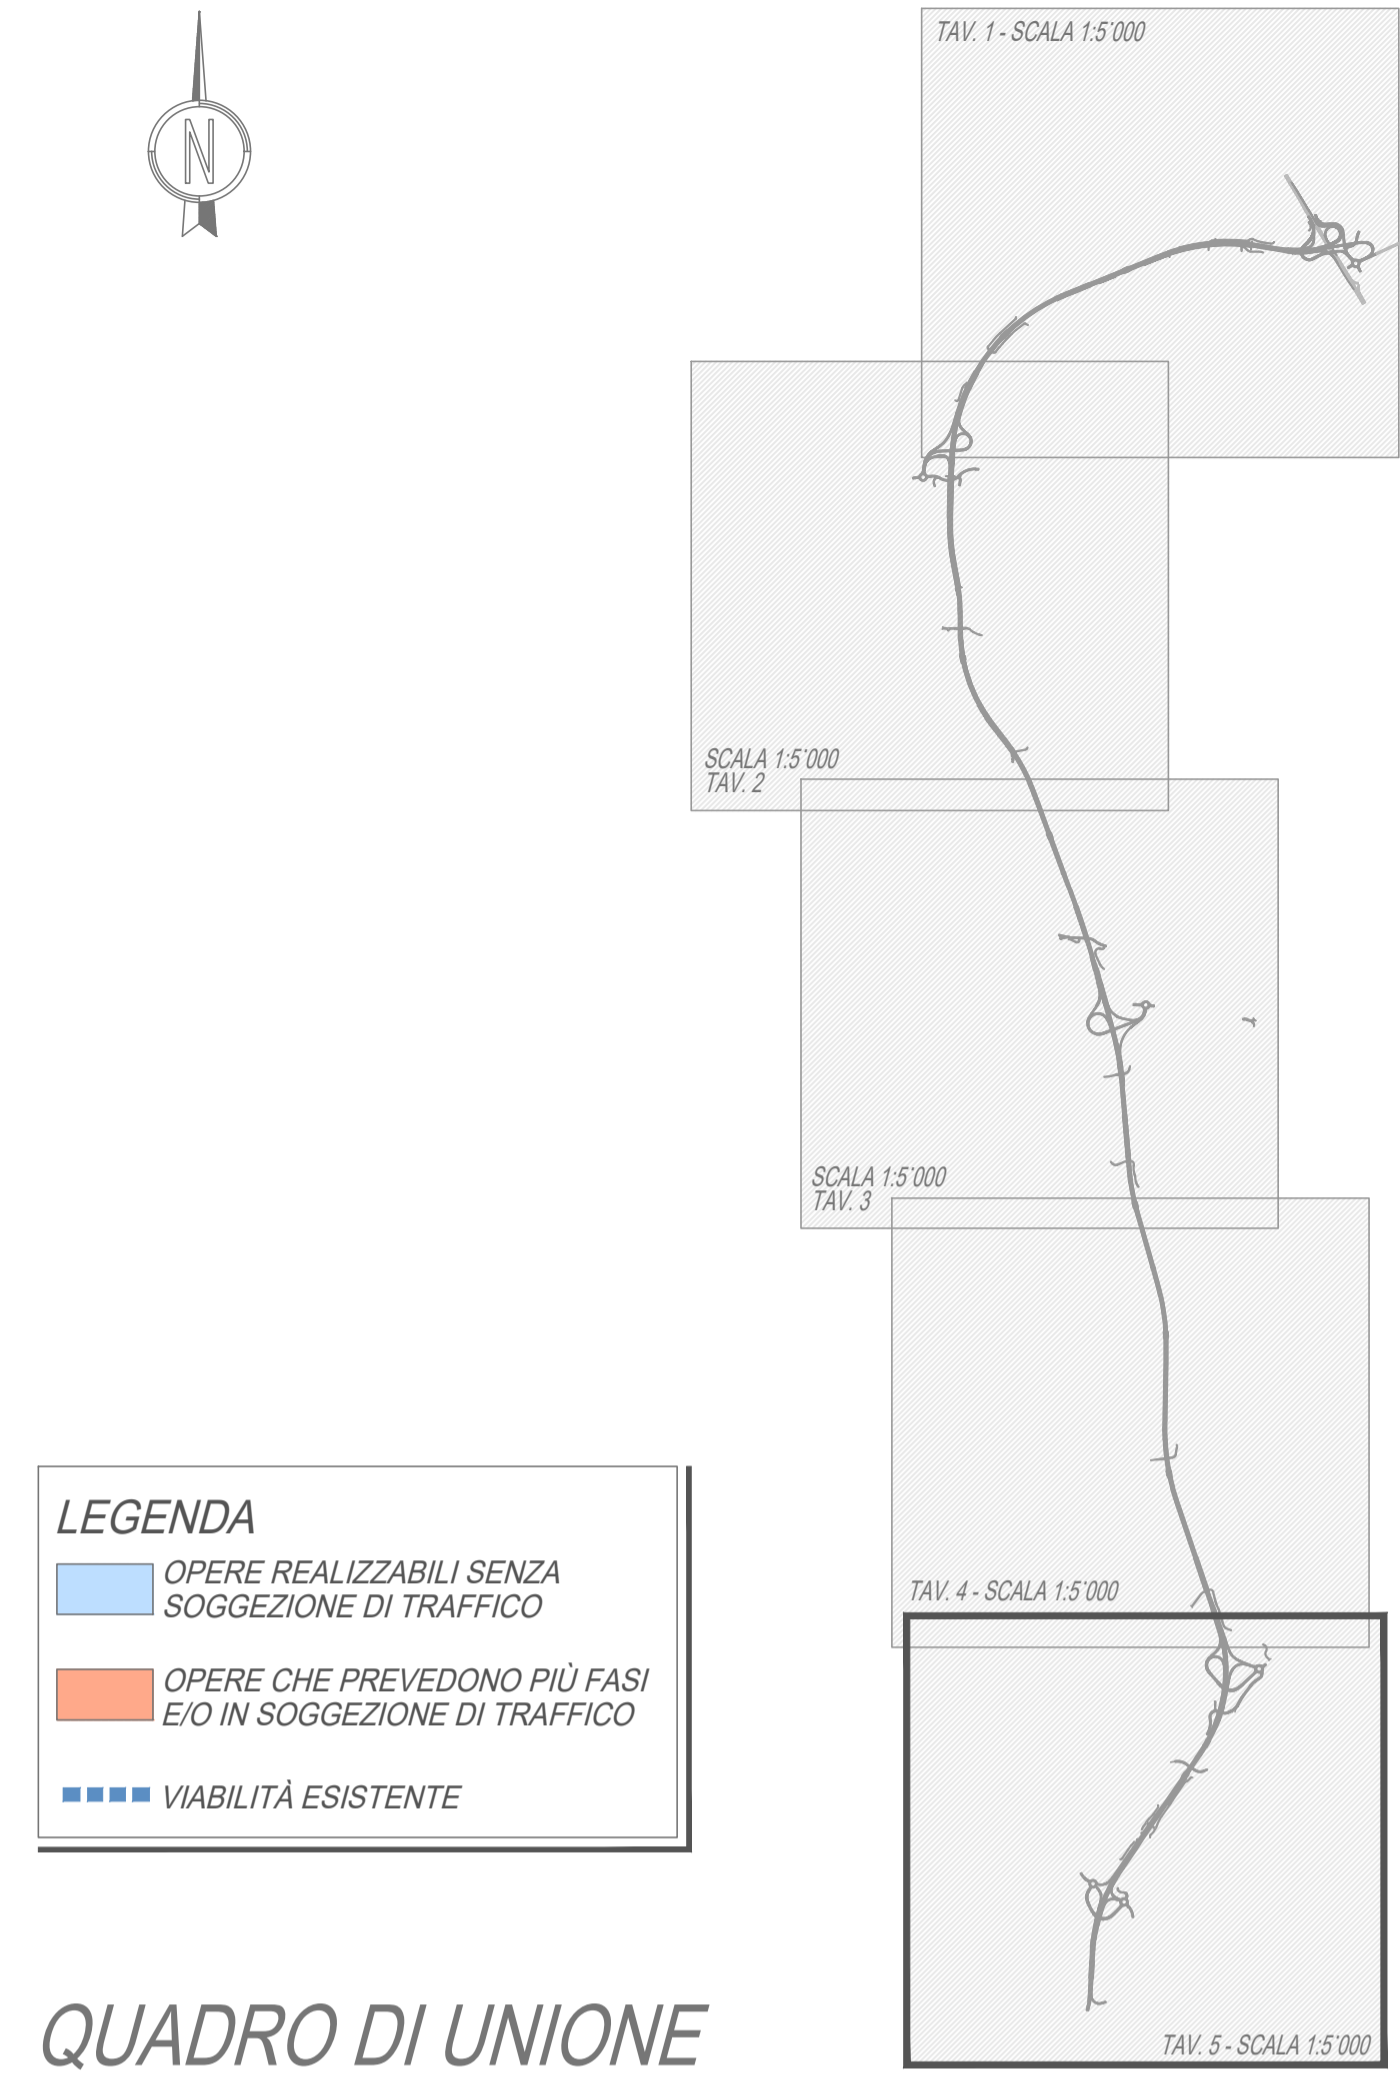 TAV. 1 - SCALA 1:5'000
N
SCALA 1:5'000
TAV. 2
SCALA 1:5'000
TAV. 3
TAV. 4 - SCALA 1:5'000
LEGENDA
OPERE REALIZZABILI SENZA
SOGGEZIONE DI TRAFFICO
OPERE CHE PREVEDONO PIÙ FASI
E/O IN SOGGEZIONE DI TRAFFICO
VIABILITÀ ESISTENTE
QUADRO DI UNIONE
TAV. 5 - SCALA 1:5'000